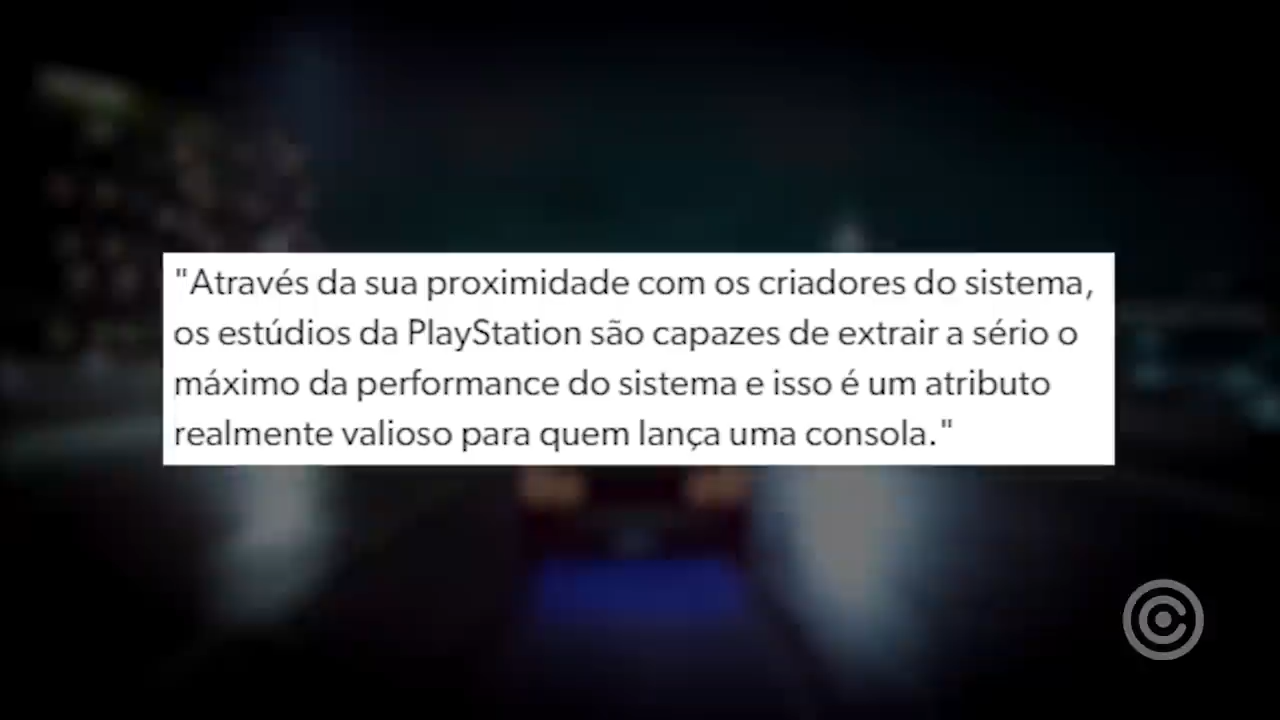 "Através da sua proximidade com os criadores do sistema,
os estúdios da PlayStation são capazes de extrair a sério o
máximo da performance do sistema e isso é um atributo
realmente valioso para quem lança uma consola."